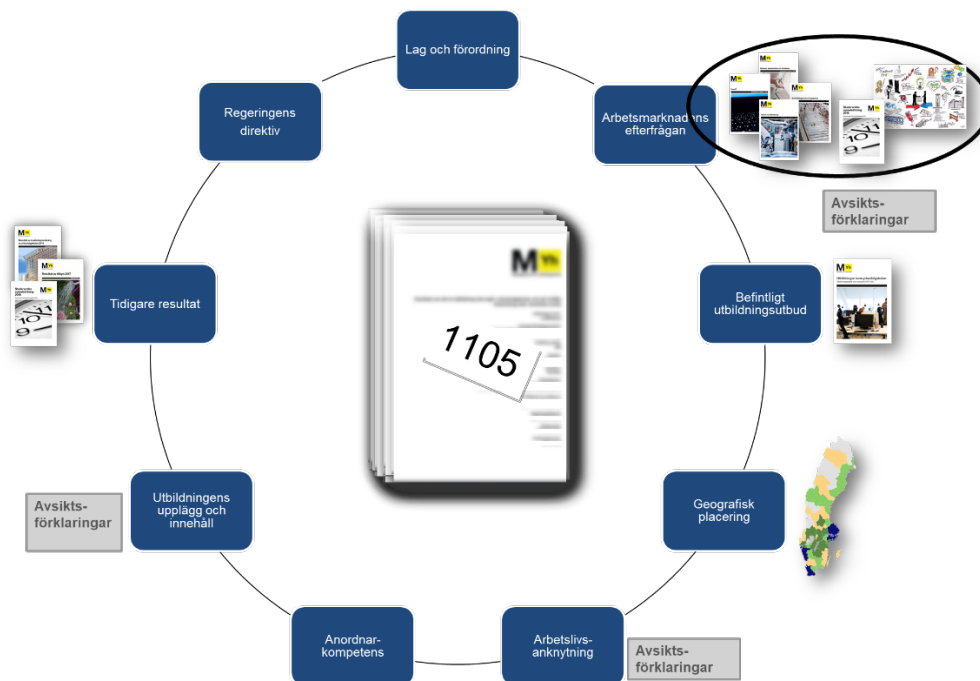 Lag och förordning
Arbetsmarknadens
efterfrågan
Avsikts-
förklaringar
Befintligt
utbildningsutbud
Geografisk
placering
Arbetslivs-
anknytning
Avsikts-
förklaringar
Anordnar-
kompetens
Utbildningens
upplägg och
innehåll
Avsikts-
förklaringar
Tidigare resultat
Regeringens
direktiv
M Yh
1105